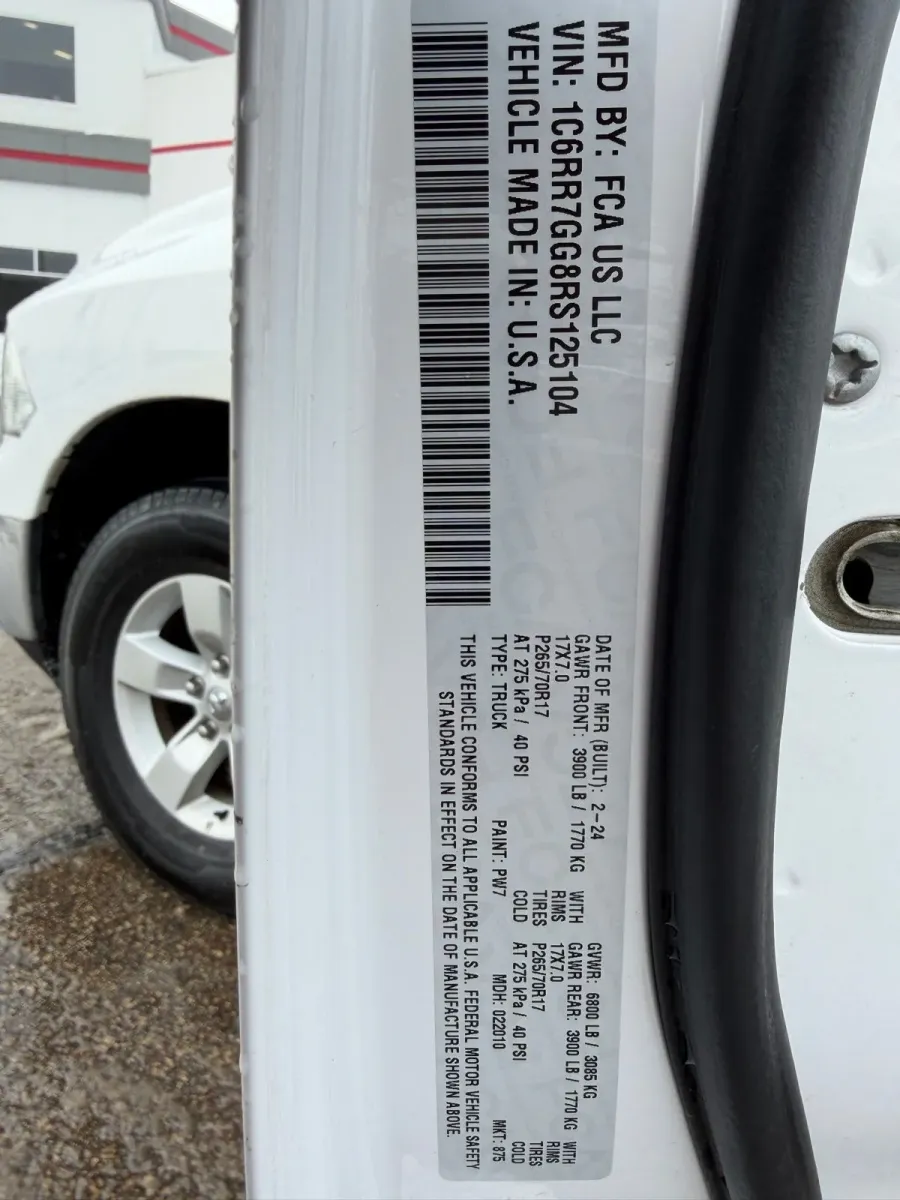 MFD BY: FCA US LLC
VIN: 1C6RR7GG8RS125104
VEHICLE MADE IN: U.S.A.
DATE OF MFR (BUILT): 2-24 GVWR: 6800 LB / 3085 KG
GAWR FRONT: 3900 LB / 1770 KG WITH GAWR REAR: 3900 LB / 1770 KG WITH
17X7.0 RIMS 17X7.0 RIMS
P265/70R17 TIRES P265/70R17 TIRES
AT 275 kPa / 40 PSI COLD AT 275 kPa / 40 PSI COLD
TYPE: TRUCK PAINT: PW7 MDH: 022010 MKT: 875
THIS VEHICLE CONFORMS TO ALL APPLICABLE U.S.A. FEDERAL MOTOR VEHICLE SAFETY
STANDARDS IN EFFECT ON THE DATE OF MANUFACTURE SHOWN ABOVE.